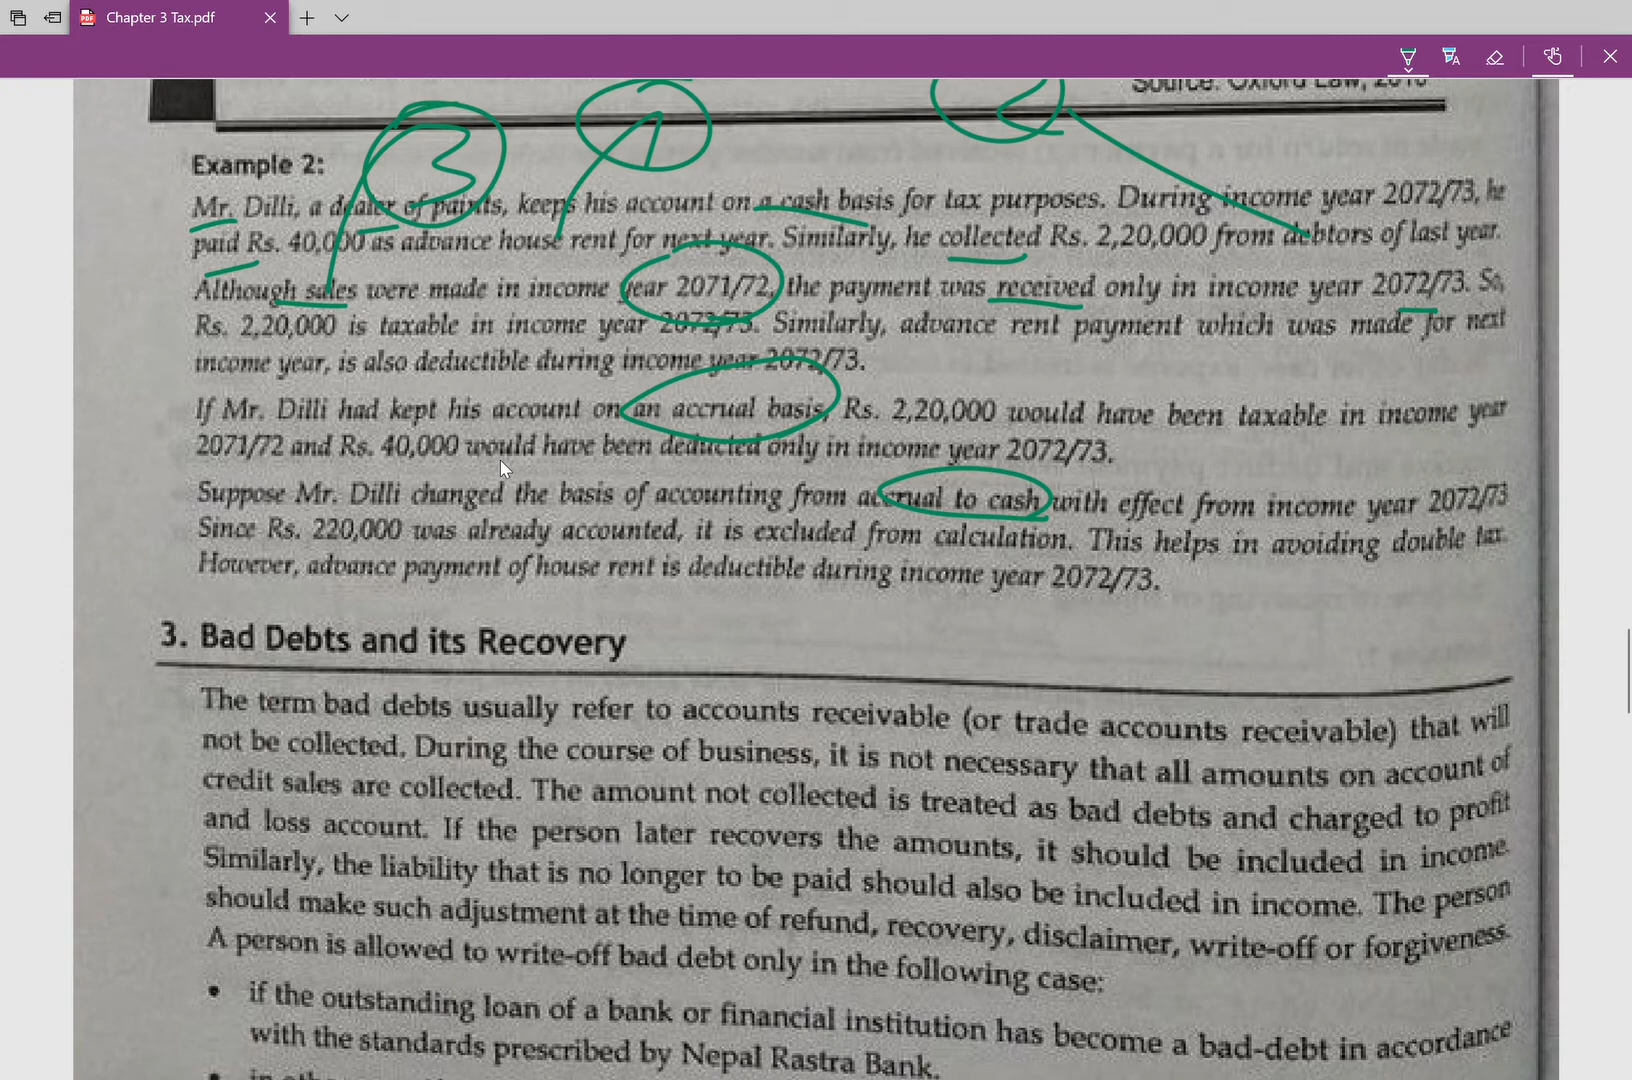 Chapter 3 Tax.pdf
Source: Oxford Law, 2016
3
1
2
Example 2:
Mr. Dilli, a dealer of paints, keeps his account on a cash basis for tax purposes. During income year 2072/73, he
paid Rs. 40,000 as advance house rent for next year. Similarly, he collected Rs. 2,20,000 from debtors of last year.
Although sales were made in income year 2071/72, the payment was received only in income year 2072/73. So,
Rs. 2,20,000 is taxable in income year 2072/73. Similarly, advance rent payment which was made for next
income year, is also deductible during income year 2072/73.
If Mr. Dilli had kept his account on an accrual basis, Rs. 2,20,000 would have been taxable in income year
2071/72 and Rs. 40,000 would have been deducted only in income year 2072/73.
Suppose Mr. Dilli changed the basis of accounting from accrual to cash with effect from income year 2072/73
Since Rs. 220,000 was already accounted, it is excluded from calculation. This helps in avoiding double tax.
However, advance payment of house rent is deductible during income year 2072/73.
3. Bad Debts and its Recovery
The term bad debts usually refer to accounts receivable (or trade accounts receivable) that will
not be collected. During the course of business, it is not necessary that all amounts on account of
credit sales are collected. The amount not collected is treated as bad debts and charged to profit
and loss account. If the person later recovers the amounts, it should be included in income.
Similarly, the liability that is no longer to be paid should also be included in income. The person
should make such adjustment at the time of refund, recovery, disclaimer, write-off or forgiveness.
A person is allowed to write-off bad debt only in the following case:
• if the outstanding loan of a bank or financial institution has become a bad-debt in accordance
with the standards prescribed by Nepal Rastra Bank.